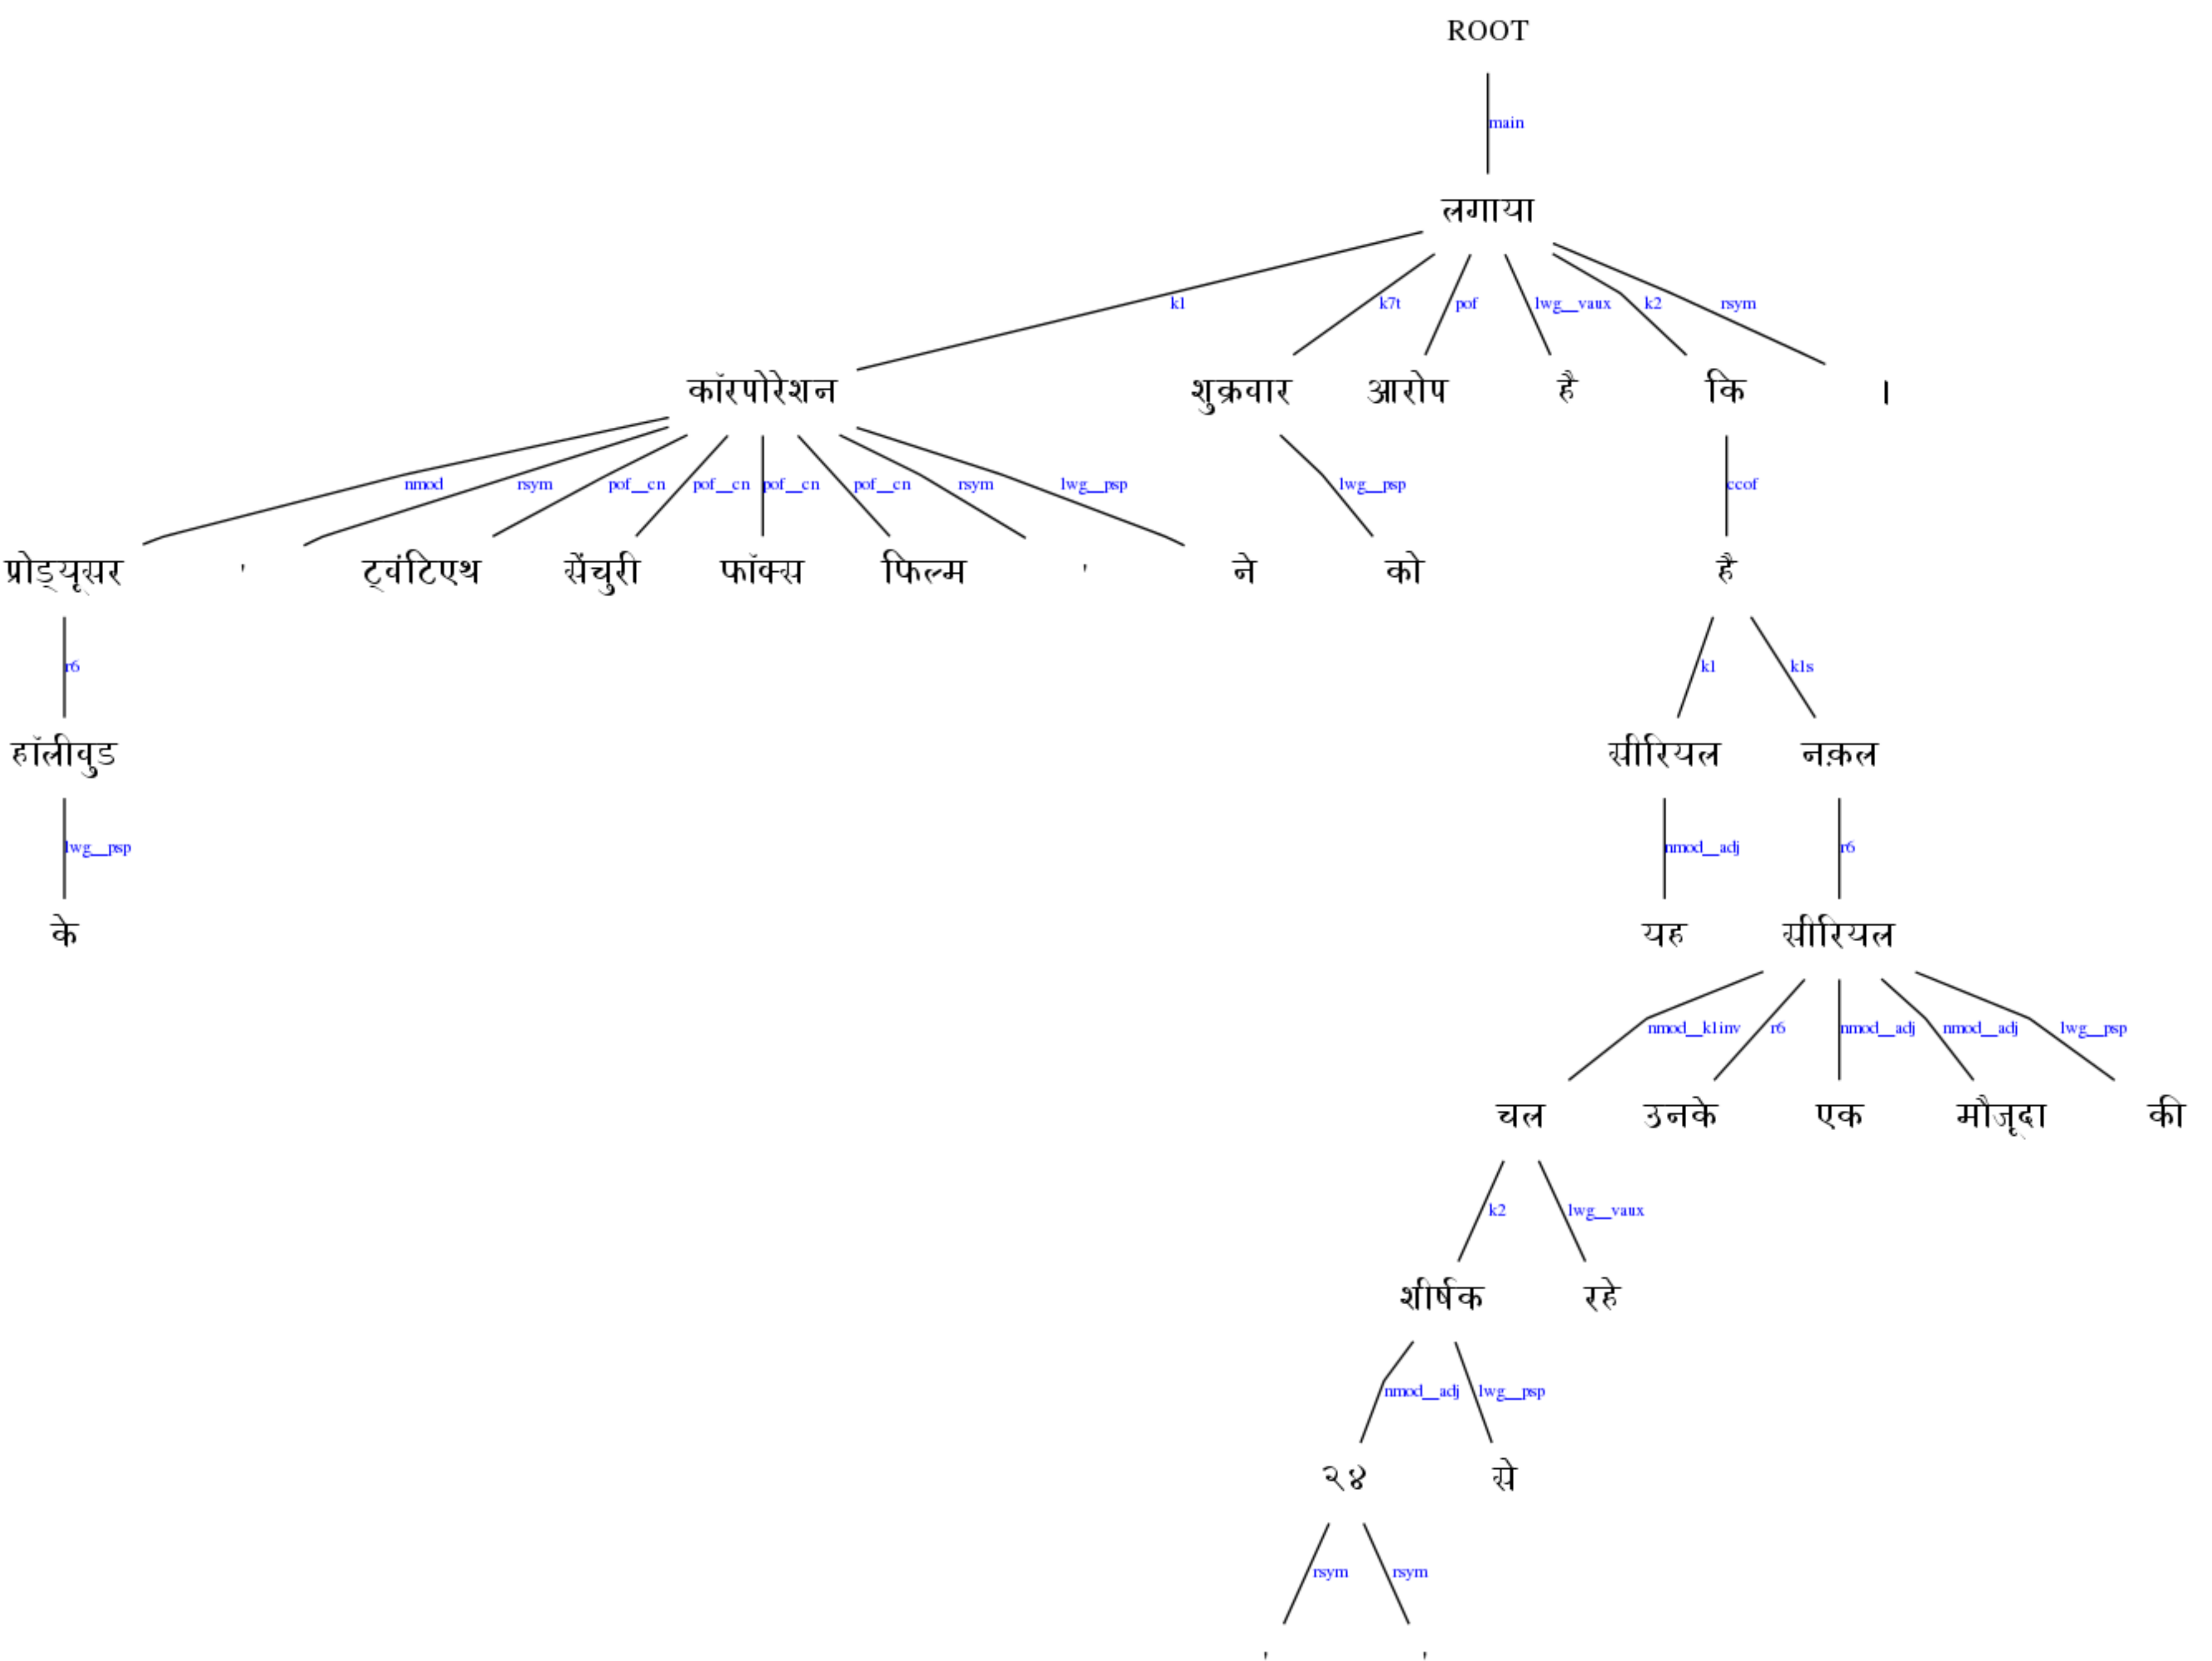 ROOT
main
लगाया
k1 k7t pof lwg__vaux k2 rsym
कॉरपोरेशन शुक्रवार आरोप है कि ।
nmod rsym pof__cn pof__cn pof__cn pof__cn rsym lwg__psp lwg__psp ccof
प्रोड्यूसर ' ट्वंटिएथ सेंचुरी फॉक्स फिल्म ' ने को है
r6 k1 k1s
हॉलीवुड सीरियल नक़ल
lwg__psp nmod__adj r6
के यह सीरियल
nmod__k1inv r6 nmod__adj nmod__adj lwg__psp
चल उनके एक मौजूदा की
k2 lwg__vaux
शीर्षक रहे
nmod__adj lwg__psp
२४ से
rsym rsym
' '